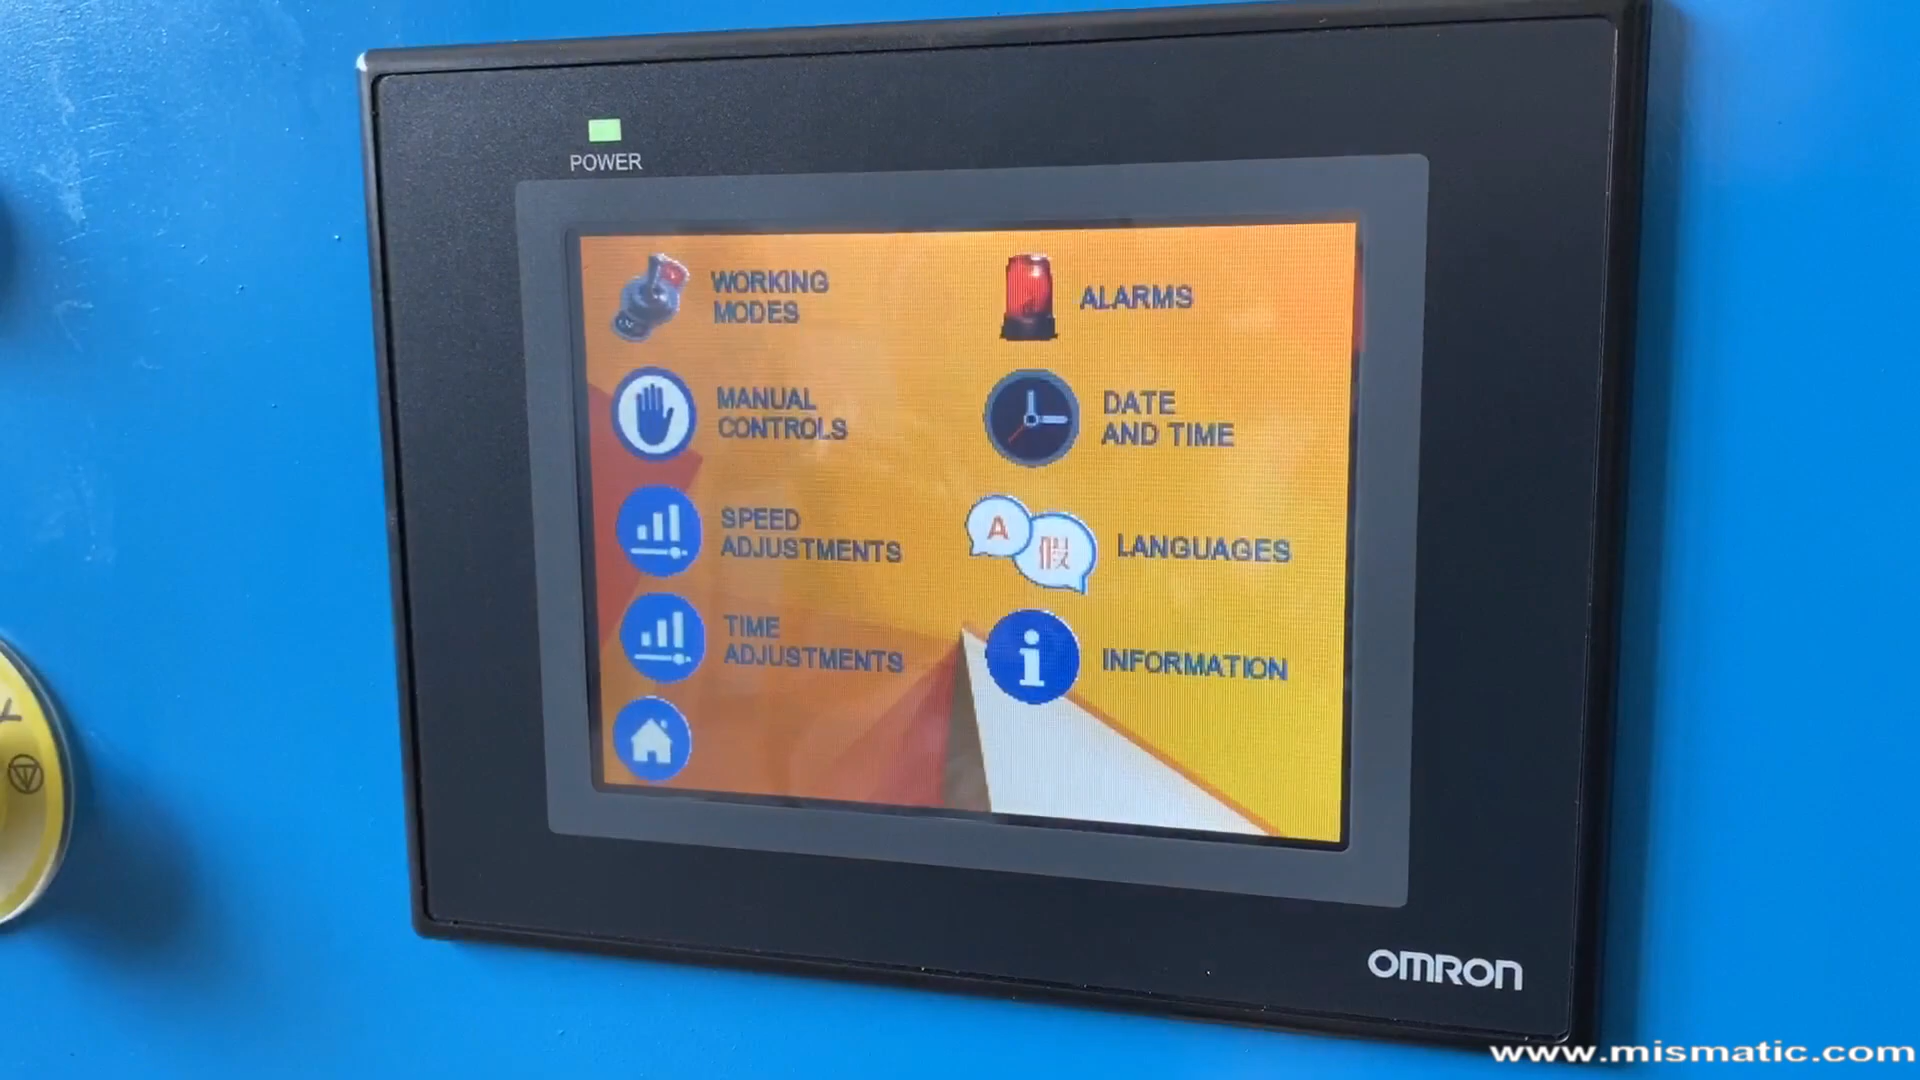 POWER
WORKING
MODES
ALARMS
MANUAL
CONTROLS
DATE
AND TIME
SPEED
ADJUSTMENTS
A
假
LANGUAGES
TIME
ADJUSTMENTS
i
INFORMATION
OMRON
www.mismatic.com